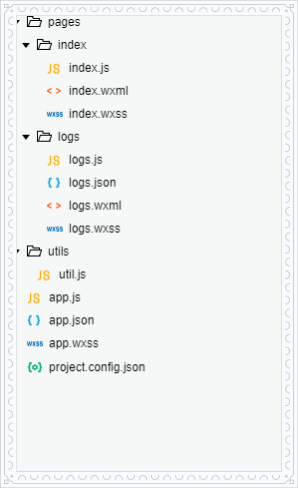 pages
index
JS index.js
< > index.wxml
wxss index.wxss
logs
JS logs.js
{ } logs.json
< > logs.wxml
wxss logs.wxss
utils
JS util.js
JS app.js
{ } app.json
wxss app.wxss
{o} project.config.json